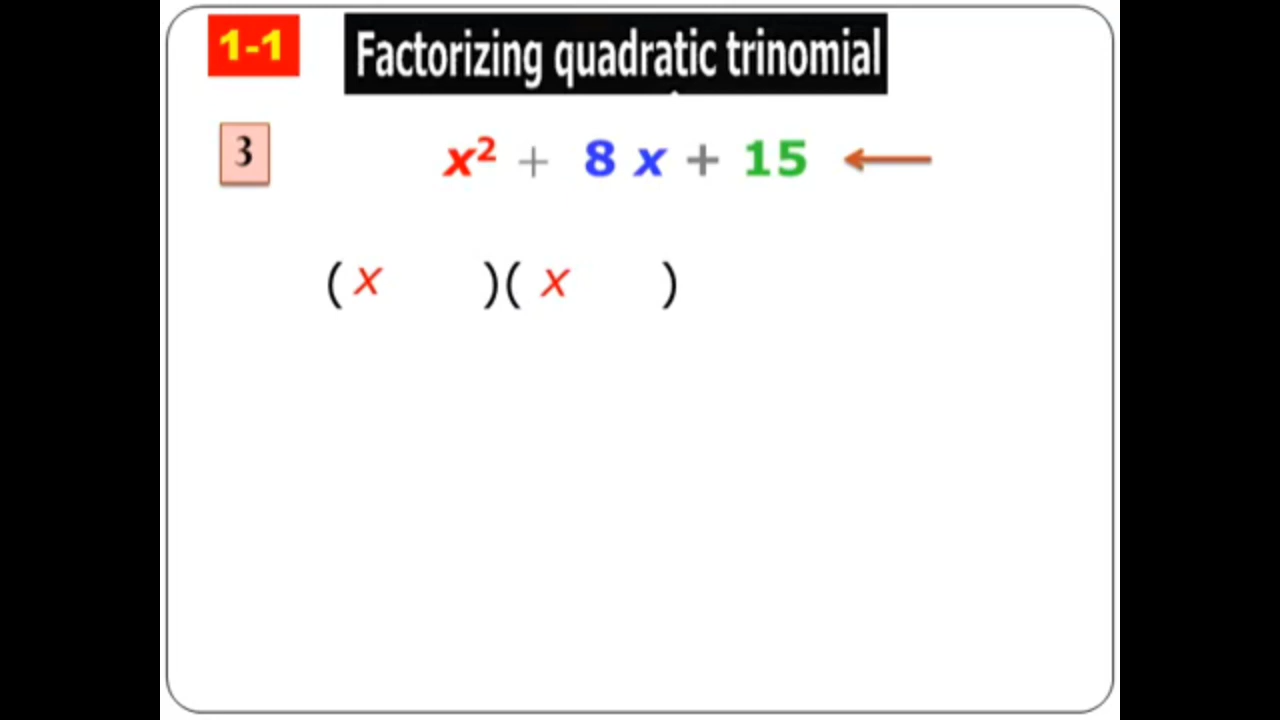 1-1 Factorizing quadratic trinomial
3 x² + 8 x + 15
( x )( x )